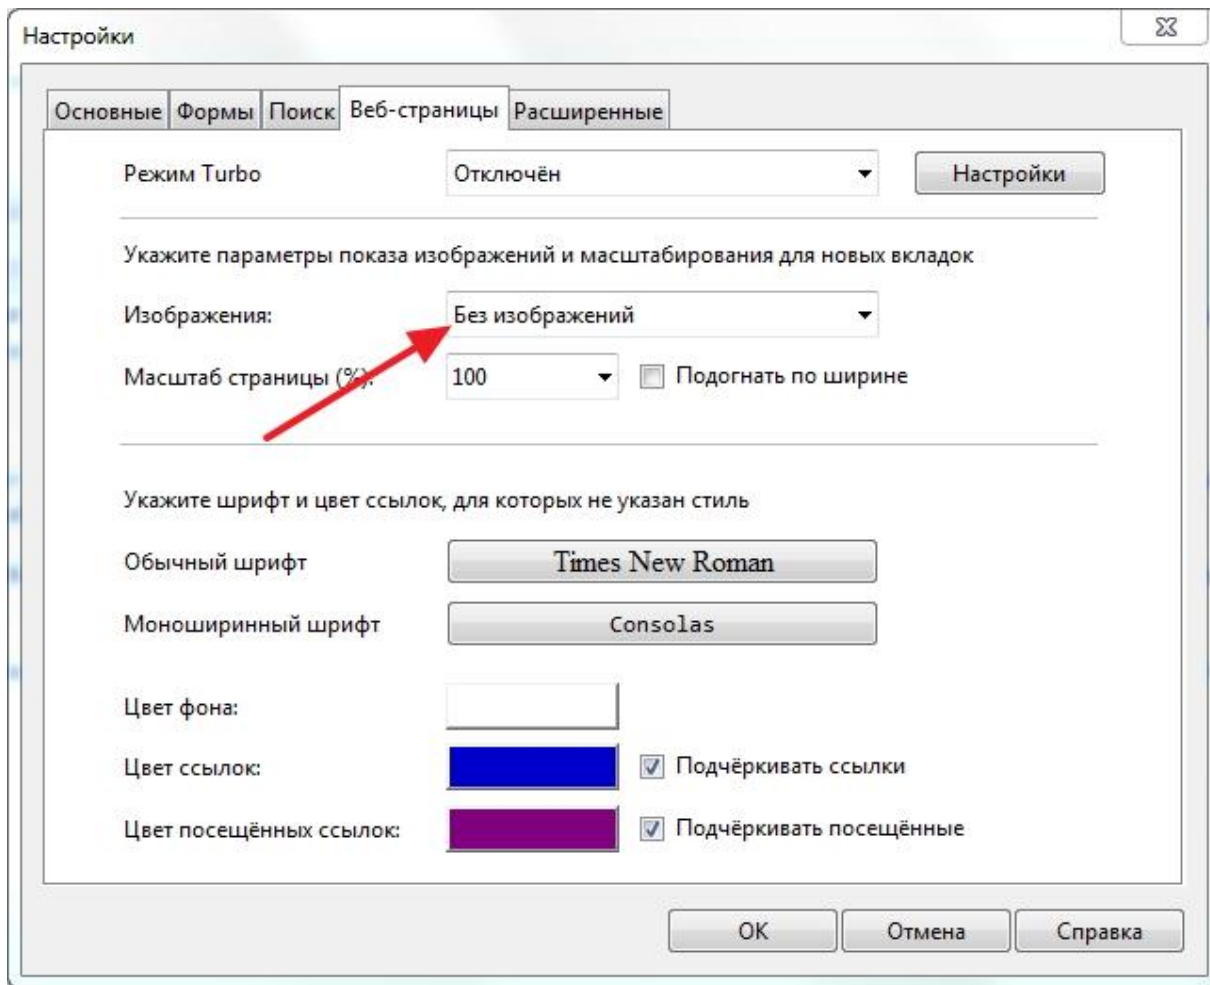 Настройки
Основные Формы Поиск Веб-страницы Расширенные
Режим Turbo Отключён Настройки
Укажите параметры показа изображений и масштабирования для новых вкладок
Изображения: Без изображений
Масштаб страницы (%): 100 Подогнать по ширине
Укажите шрифт и цвет ссылок, для которых не указан стиль
Обычный шрифт Times New Roman
Моноширинный шрифт Consolas
Цвет фона:
Цвет ссылок: Подчёркивать ссылки
Цвет посещённых ссылок: Подчёркивать посещённые
OK Отмена Справка